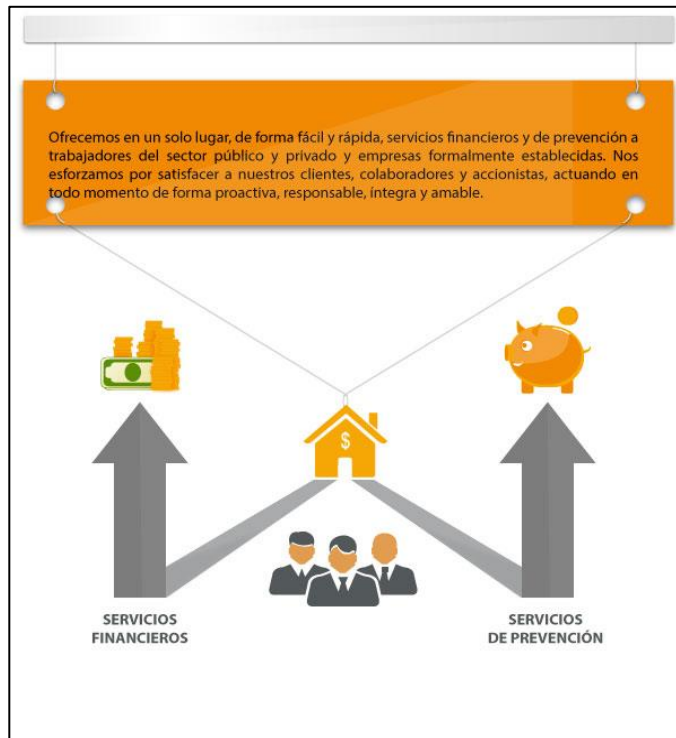 Ofrecemos en un solo lugar, de forma fácil y rápida, servicios financieros y de prevención a
trabajadores del sector público y privado y empresas formalmente establecidas. Nos
esforzamos por satisfacer a nuestros clientes, colaboradores y accionistas, actuando en
todo momento de forma proactiva, responsable, íntegra y amable.
$
SERVICIOS
FINANCIEROS
SERVICIOS
DE PREVENCIÓN